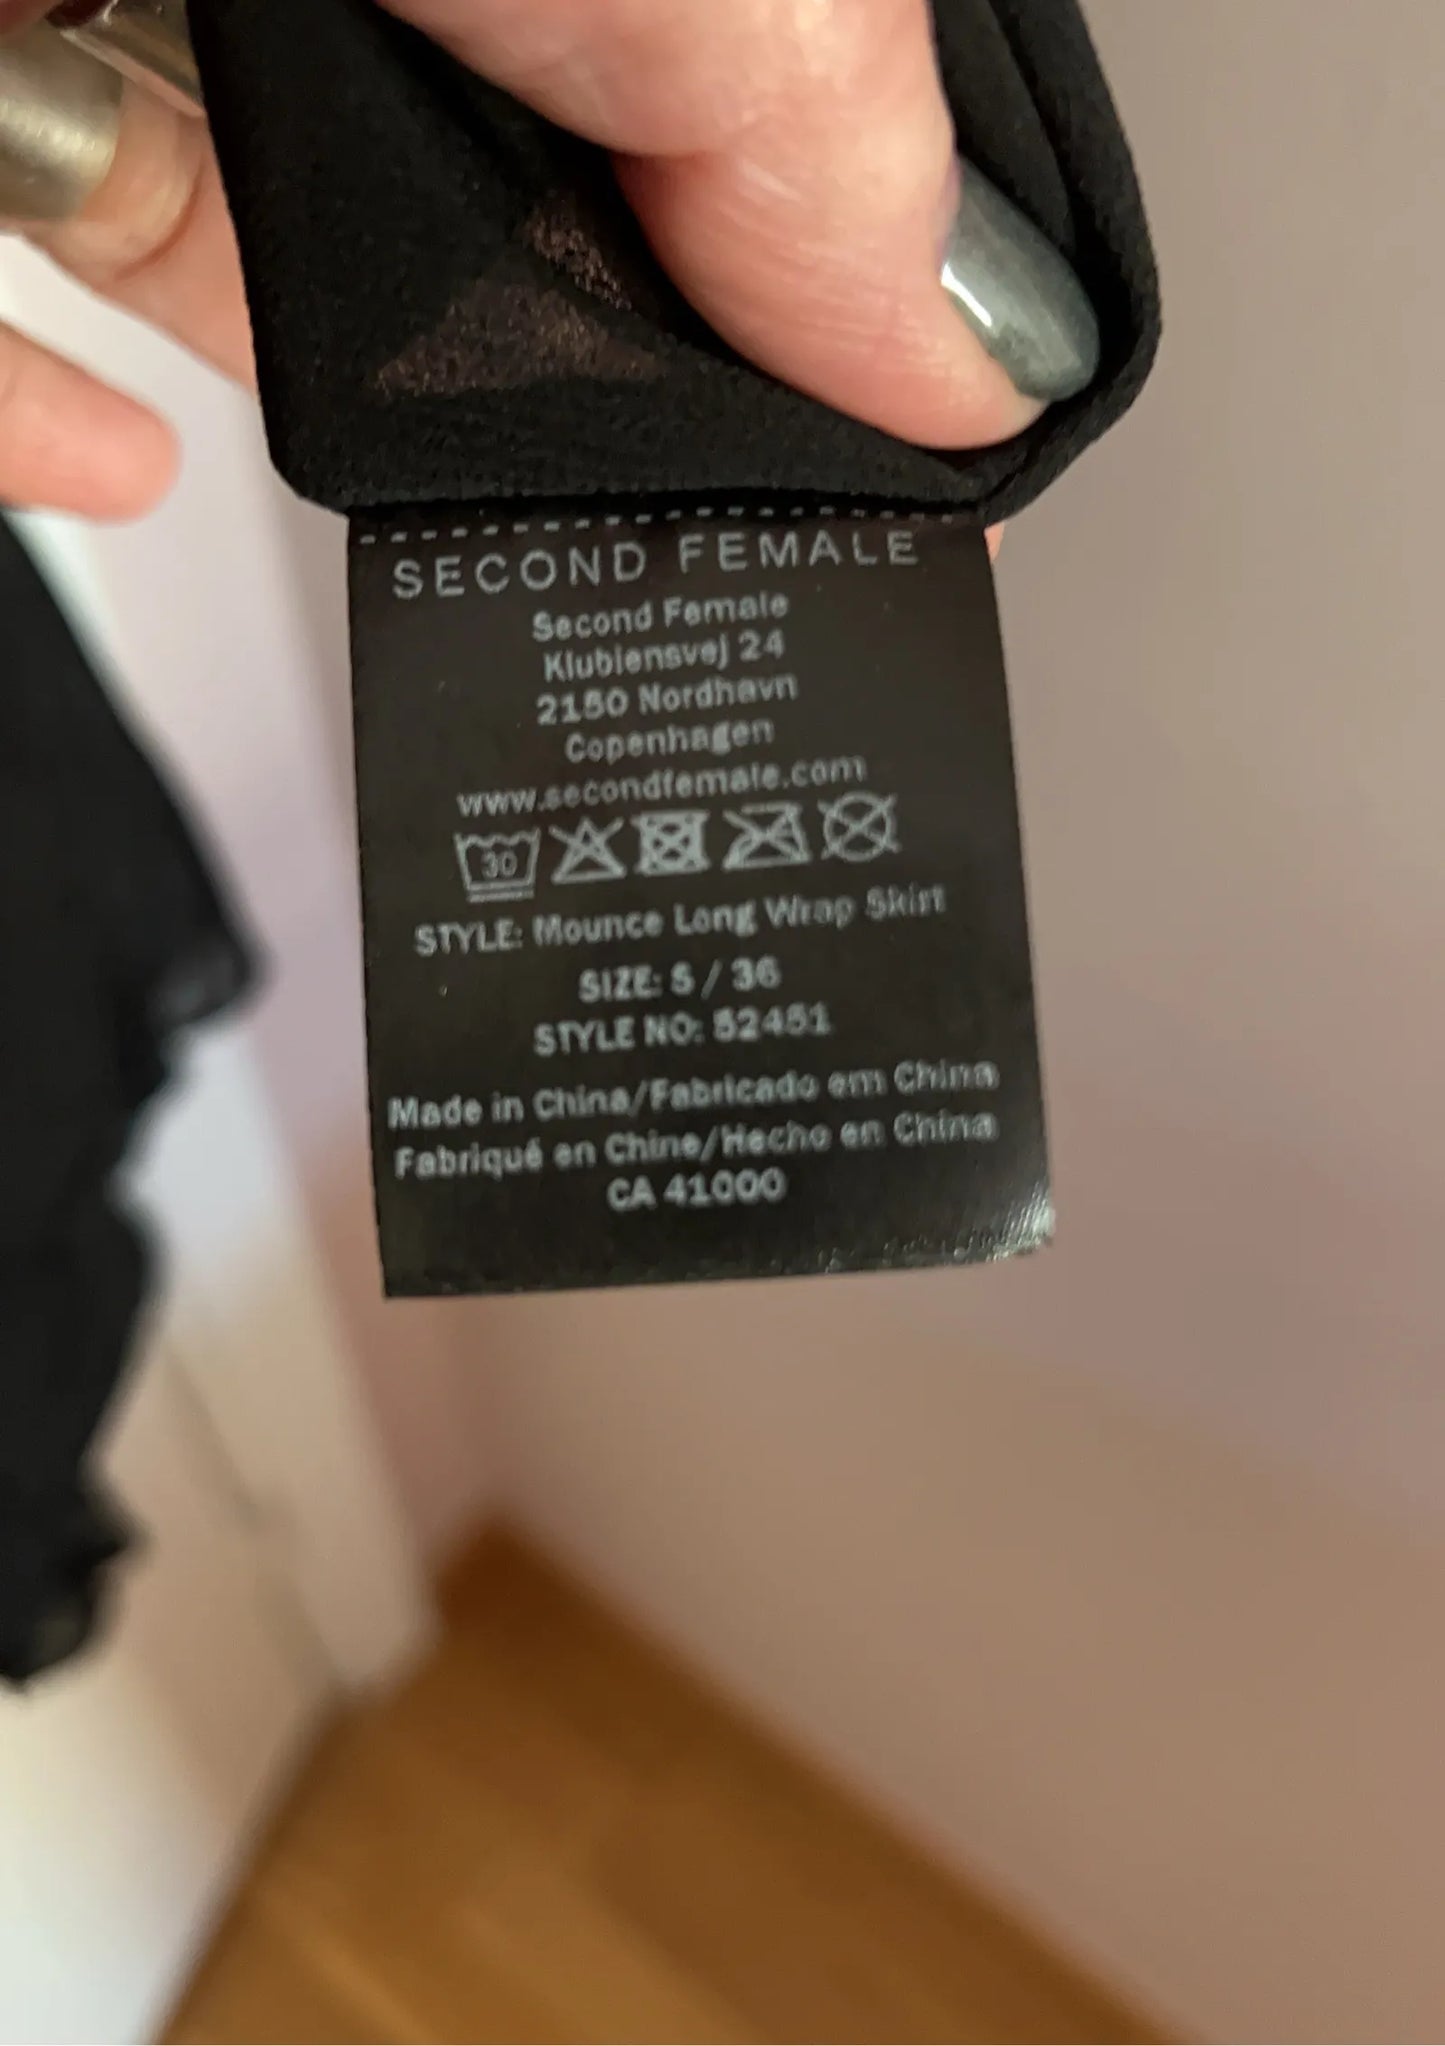 SECOND FEMALE
Second Female
Klubiensvej 24
2150 Nordhavn
Copenhagen
www.secondfemale.com
30
STYLE: Mounce Long Wrap Skirt
SIZE: S / 36
STYLE NO: 52451
Made in China/Fabricado em China
Fabriqué en Chine/Hecho en China
CA 41000